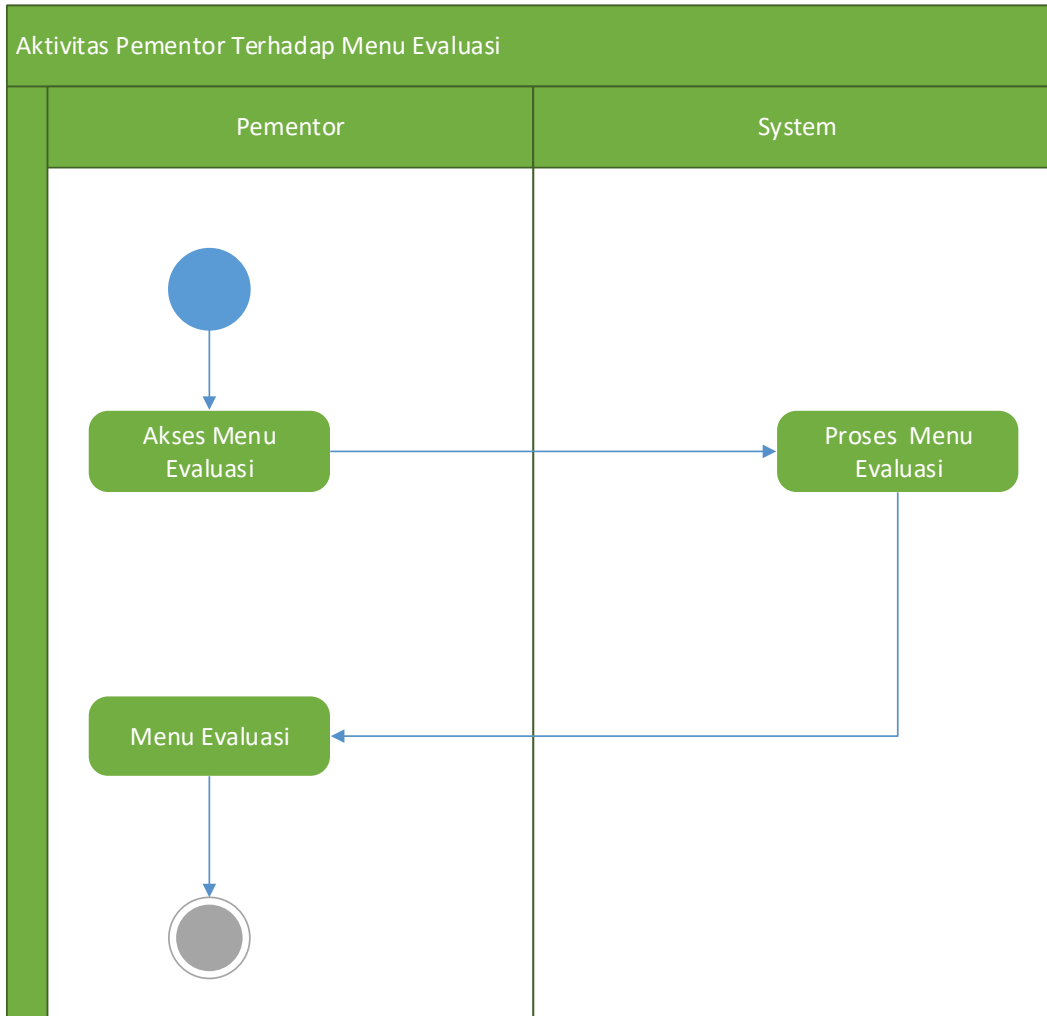 Aktivitas Pementor Terhadap Menu Evaluasi
Pementor
System
Akses Menu
Evaluasi
Proses  Menu
Evaluasi
Menu Evaluasi